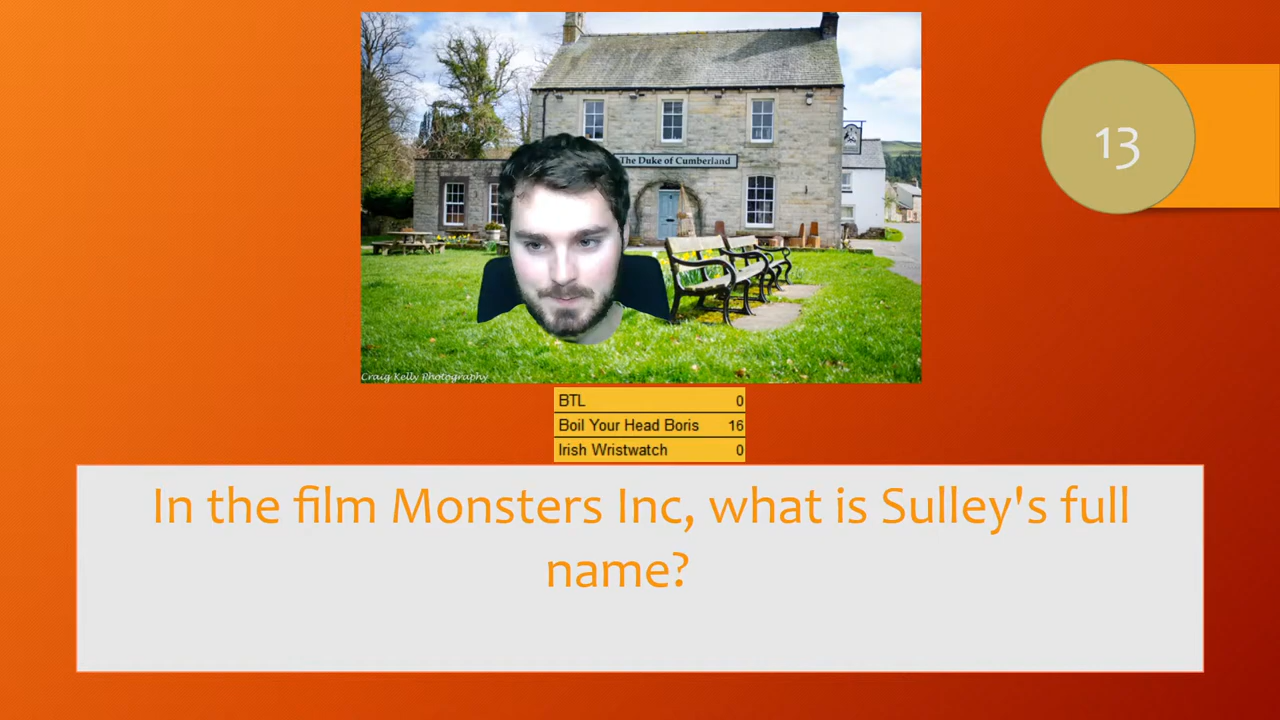 The Duke of Cumberland
13
Craig Kelly Photography
BTL 0
Boil Your Head Boris 16
Irish Wristwatch 0
In the film Monsters Inc, what is Sulley's full
name?